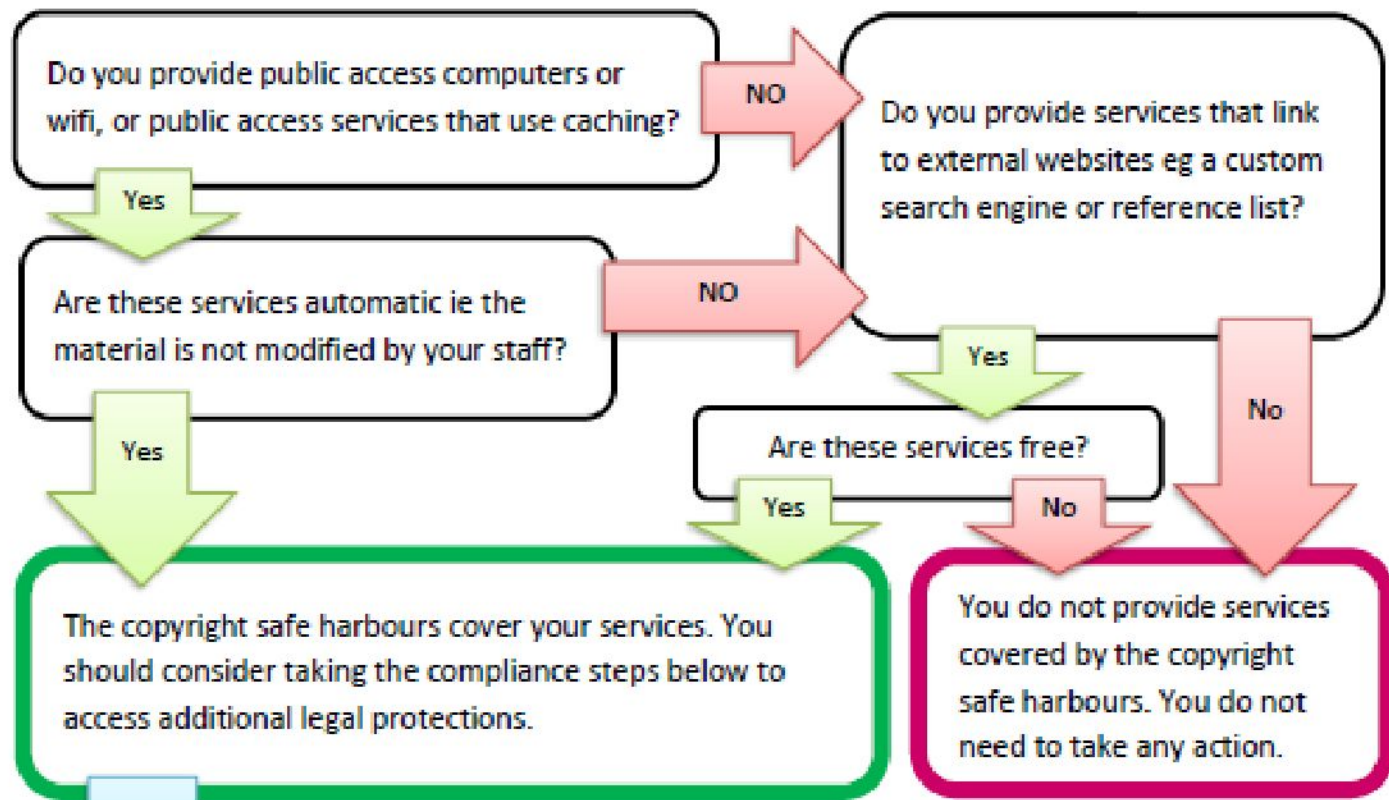 Do you provide public access computers or
wifi, or public access services that use caching?
NO
Do you provide services that link
to external websites eg a custom
search engine or reference list?
Yes
Are these services automatic ie the
material is not modified by your staff?
NO
Yes
No
Are these services free?
Yes
Yes
No
The copyright safe harbours cover your services. You
should consider taking the compliance steps below to
access additional legal protections.
You do not provide services
covered by the copyright
safe harbours. You do not
need to take any action.